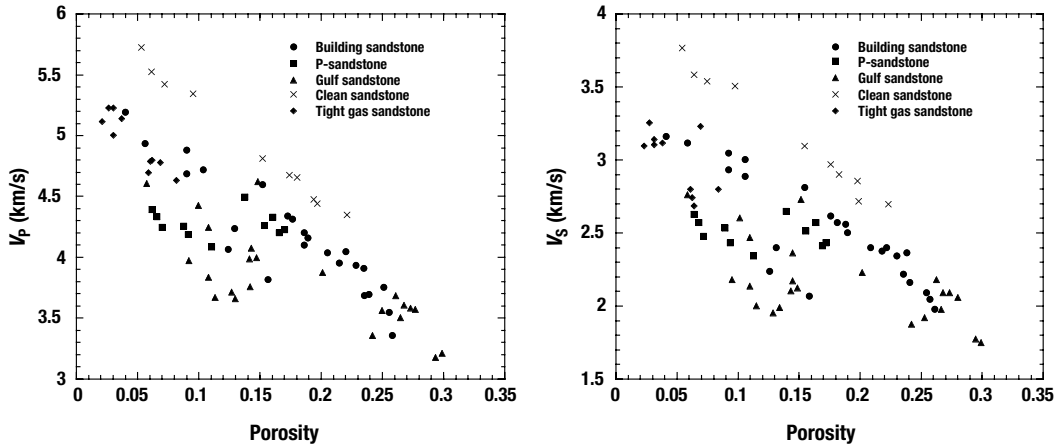 6
5.5
5
4.5
4
3.5
3
V_P (km/s)
Building sandstone
P-sandstone
Gulf sandstone
Clean sandstone
Tight gas sandstone
0 0.05 0.1 0.15 0.2 0.25 0.3 0.35
Porosity
4
3.5
3
2.5
2
1.5
V_S (km/s)
Building sandstone
P-sandstone
Gulf sandstone
Clean sandstone
Tight gas sandstone
0 0.05 0.1 0.15 0.2 0.25 0.3 0.35
Porosity